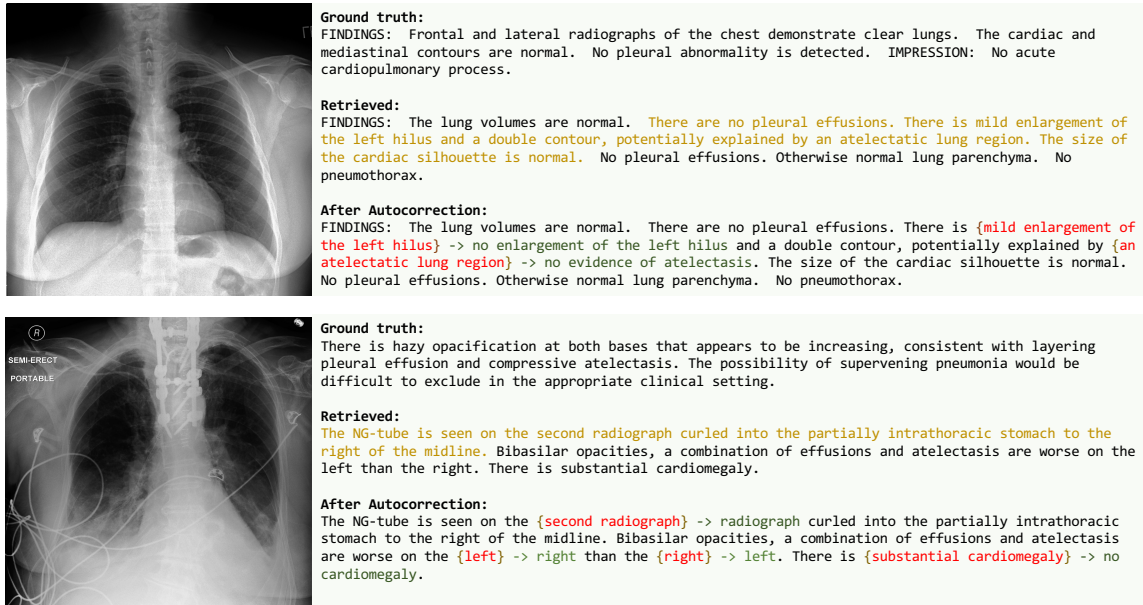 Ground truth:
FINDINGS: Frontal and lateral radiographs of the chest demonstrate clear lungs. The cardiac and
mediastinal contours are normal. No pleural abnormality is detected. IMPRESSION: No acute
cardiopulmonary process.
Retrieved:
FINDINGS: The lung volumes are normal. There are no pleural effusions. There is mild enlargement of
the left hilus and a double contour, potentially explained by an atelectatic lung region. The size of
the cardiac silhouette is normal. No pleural effusions. Otherwise normal lung parenchyma. No
pneumothorax.
After Autocorrection:
FINDINGS: The lung volumes are normal. There are no pleural effusions. There is {mild enlargement of
the left hilus} -> no enlargement of the left hilus and a double contour, potentially explained by {an
atelectatic lung region} -> no evidence of atelectasis. The size of the cardiac silhouette is normal.
No pleural effusions. Otherwise normal lung parenchyma. No pneumothorax.
R
SEMI-ERECT
PORTABLE
Ground truth:
There is hazy opacification at both bases that appears to be increasing, consistent with layering
pleural effusion and compressive atelectasis. The possibility of supervening pneumonia would be
difficult to exclude in the appropriate clinical setting.
Retrieved:
The NG-tube is seen on the second radiograph curled into the partially intrathoracic stomach to the
right of the midline. Bibasilar opacities, a combination of effusions and atelectasis are worse on the
left than the right. There is substantial cardiomegaly.
After Autocorrection:
The NG-tube is seen on the {second radiograph} -> radiograph curled into the partially intrathoracic
stomach to the right of the midline. Bibasilar opacities, a combination of effusions and atelectasis
are worse on the {left} -> right than the {right} -> left. There is {substantial cardiomegaly} -> no
cardiomegaly.